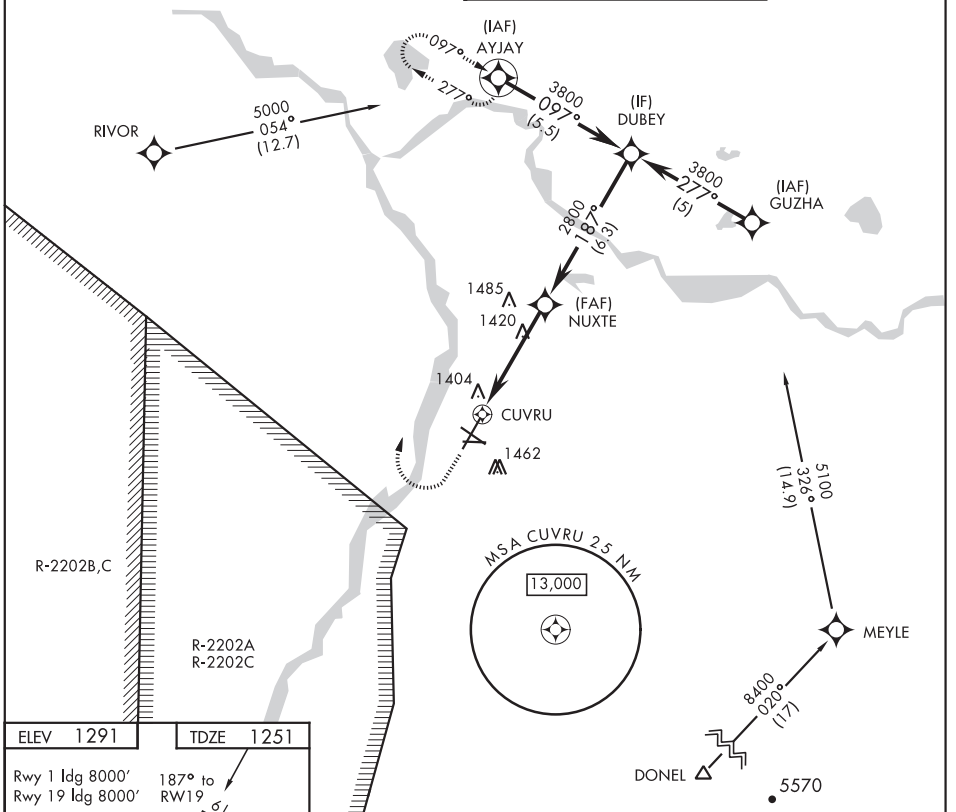 (IAF)
AYJAY
097°
277°
3800
097°
(5.5)
(IF)
DUBEY
5000
054°
(12.7)
RIVOR
3800
277°
(5)
(IAF)
GUZHA
2800
187°
(6.3)
1485
(FAF)
NUXTE
1420
1404
CUVRU
1462
5100
326°
(14.9)
MSA CUVRU 25 NM
13,000
R-2202B,C
R-2202A
R-2202C
MEYLE
8400
020°
(17)
DONEL
5570
ELEV 1291
TDZE 1251
Rwy 1 ldg 8000'
Rwy 19 ldg 8000'
187° to
RW19